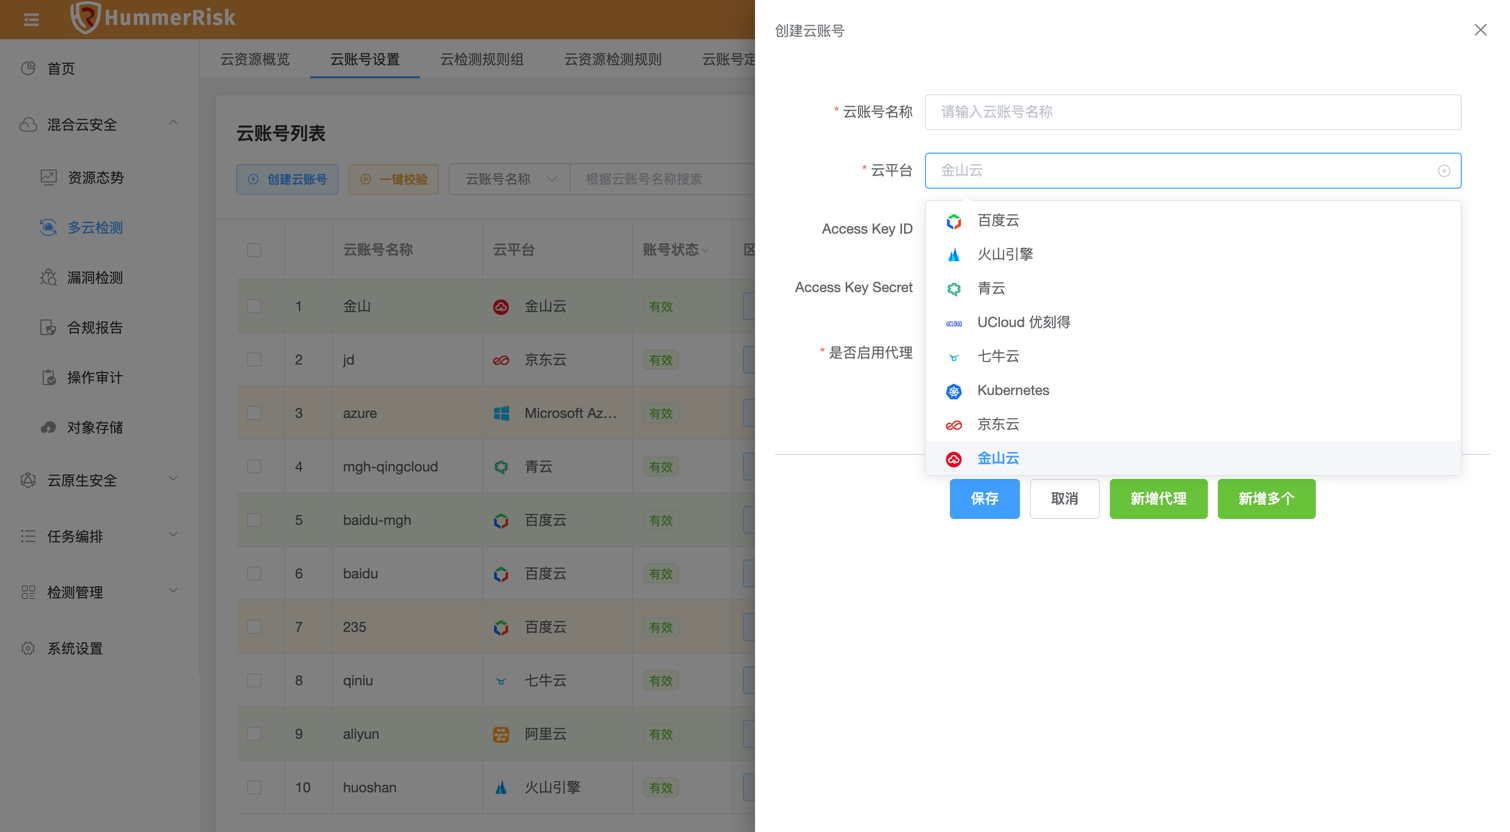 HummerRisk
首页
混合云安全
资源态势
多云检测
漏洞检测
合规报告
操作审计
对象存储
云原生安全
任务编排
检测管理
系统设置
云资源概览 云账号设置 云检测规则组 云资源检测规则 云账号定
云账号列表
创建云账号 一键校验 云账号名称 根据云账号名称搜索
云账号名称 云平台 账号状态 区
1 金山 金山云 有效
2 jd 京东云 有效
3 azure Microsoft Az... 有效
4 mgh-qingcloud 青云 有效
5 baidu-mgh 百度云 有效
6 baidu 百度云 有效
7 235 百度云 有效
8 qiniu 七牛云 有效
9 aliyun 阿里云 有效
10 huoshan 火山引擎 有效
创建云账号
* 云账号名称 请输入云账号名称
* 云平台 金山云
Access Key ID
Access Key Secret
* 是否启用代理
百度云
火山引擎
青云
UCLOUD UCloud 优刻得
七牛云
Kubernetes
京东云
金山云
保存 取消 新增代理 新增多个